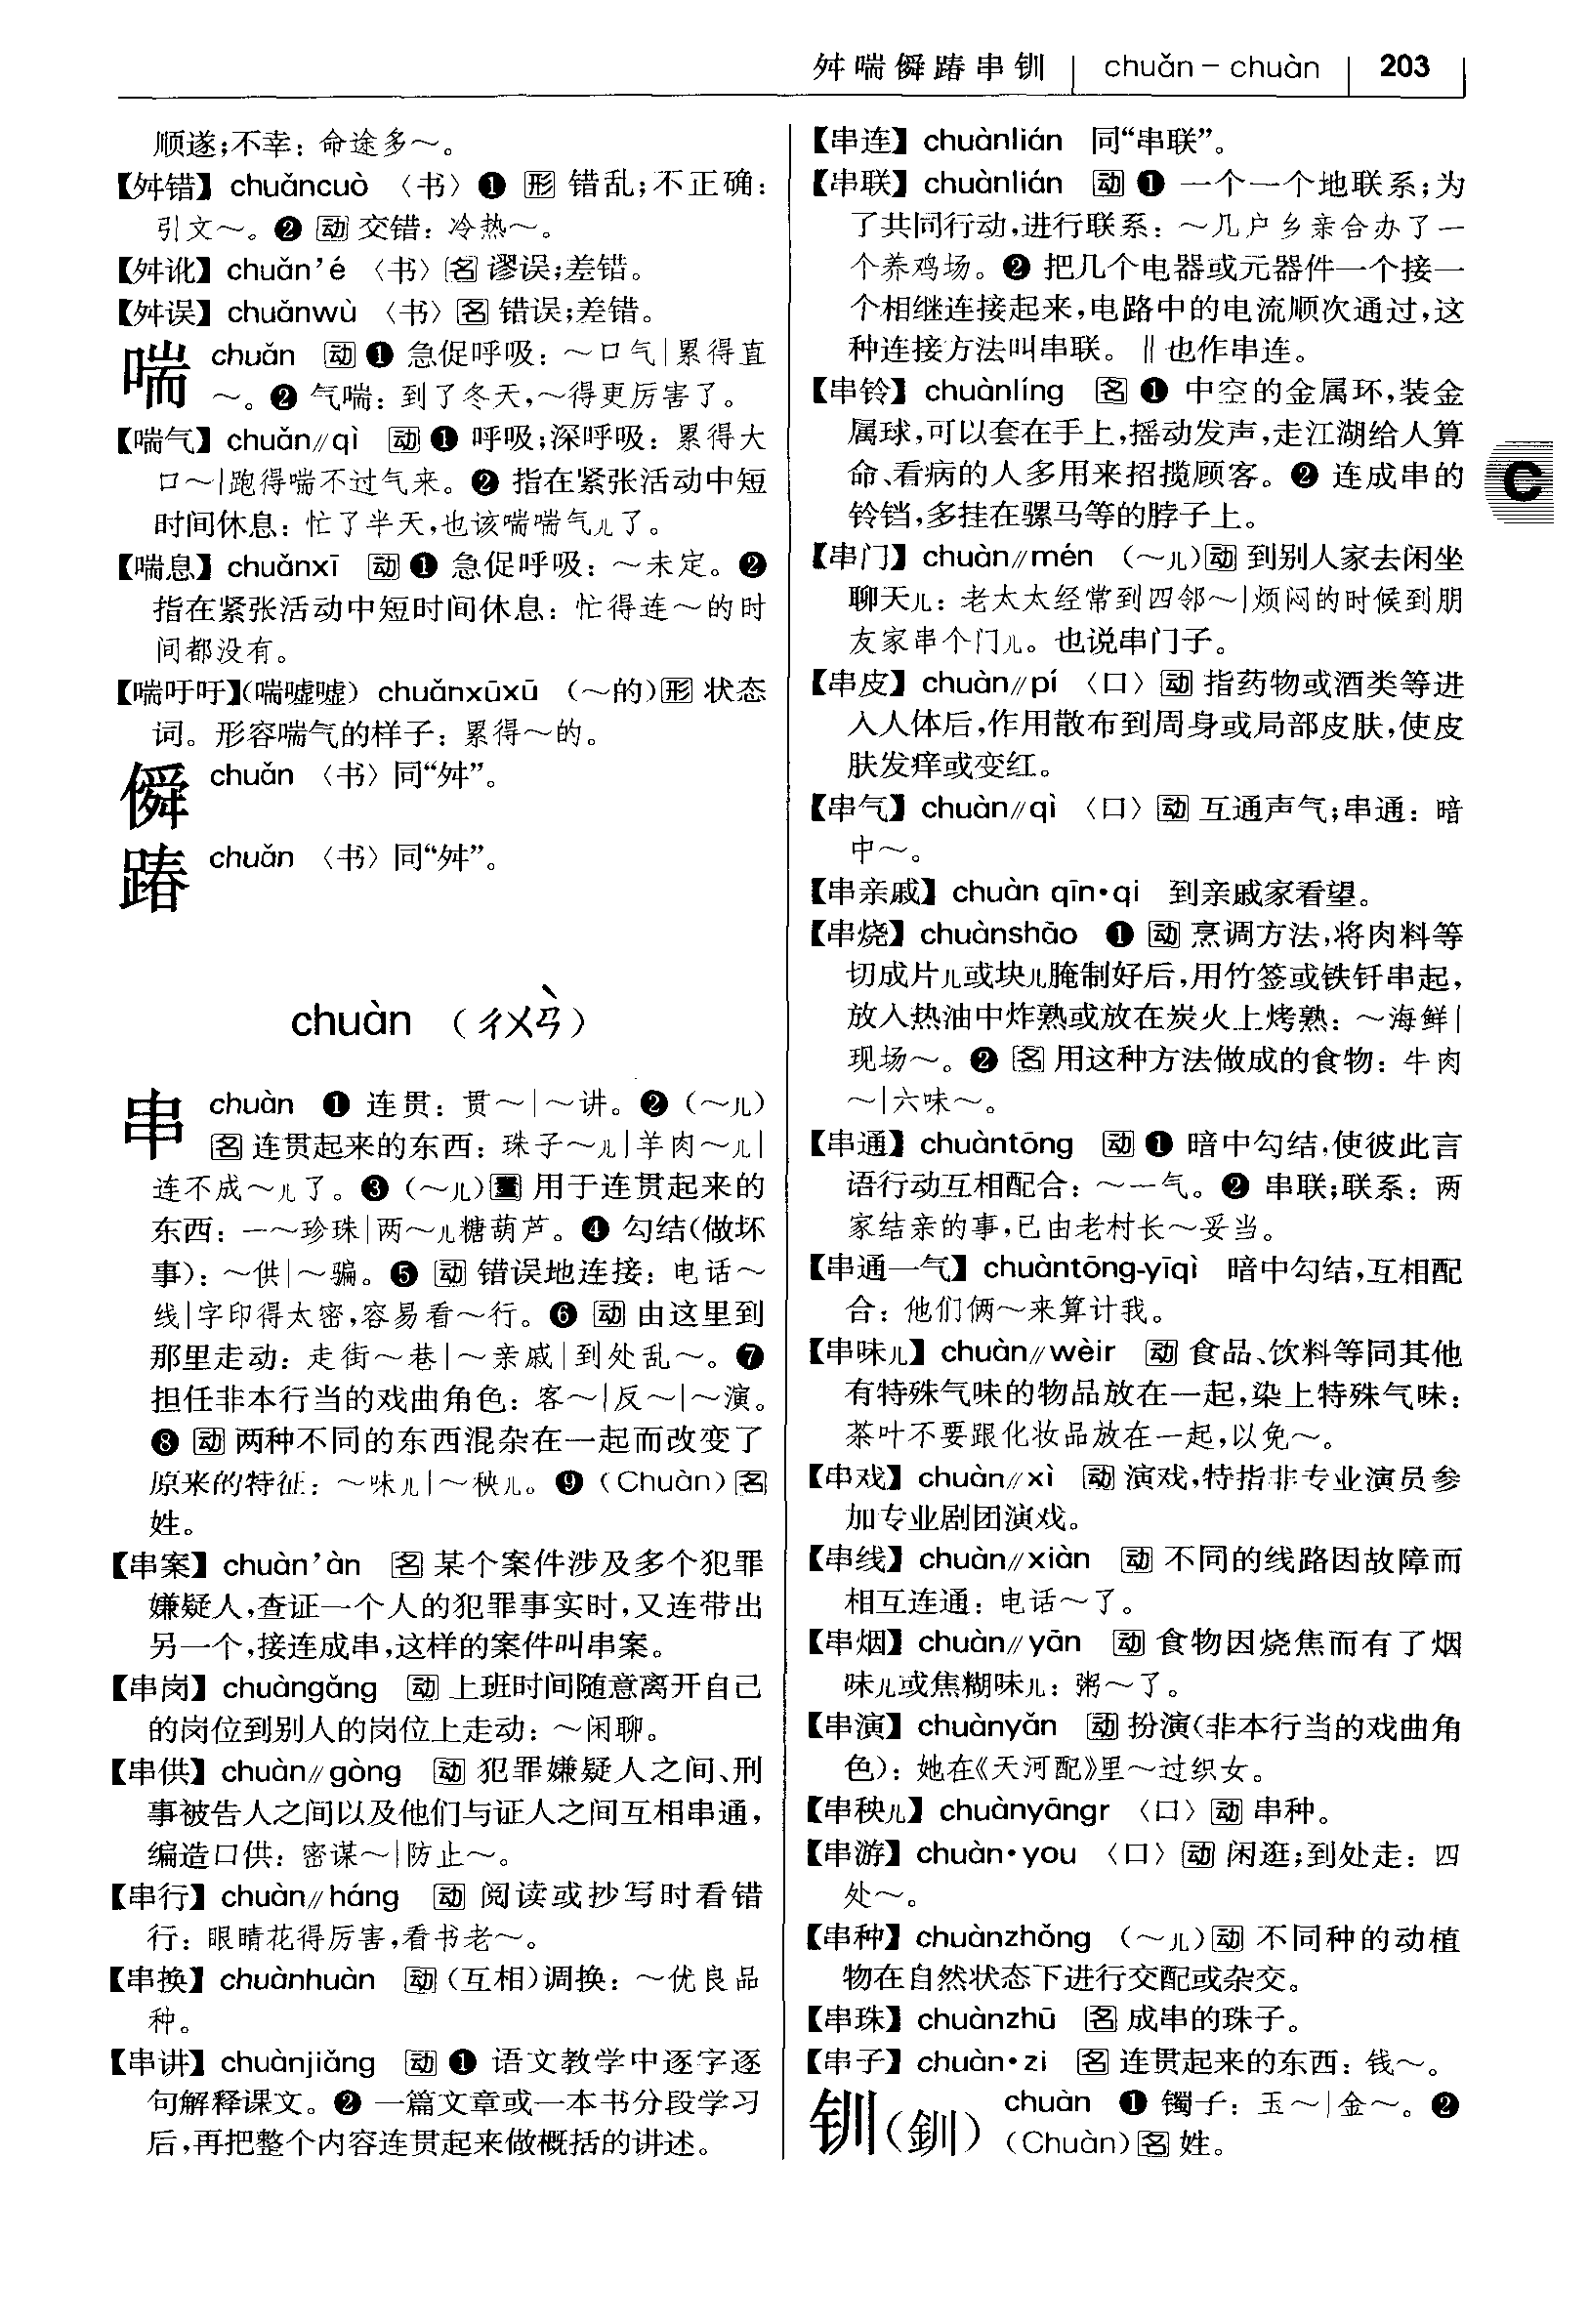 舛喘僢踳串钏 chuǎn－chuàn 203
顺遂;不幸：命途多～。
【舛错】chuǎncuò 〈书〉❶ 形 错乱;不正确：
引文～。❷ 动 交错：冷热～。
【舛讹】chuǎn'é 〈书〉名 谬误;差错。
【舛误】chuǎnwù 〈书〉名 错误;差错。
喘 chuǎn 动 ❶ 急促呼吸：～口气|累得直
～。❷ 气喘：到了冬天,～得更厉害了。
【喘气】chuǎn//qì 动 ❶ 呼吸;深呼吸：累得大
口～|跑得喘不过气来。❷ 指在紧张活动中短
时间休息：忙了半天,也该喘喘气儿了。
【喘息】chuǎnxī 动 ❶ 急促呼吸：～未定。❷
指在紧张活动中短时间休息：忙得连～的时
间都没有。
【喘吁吁】(喘嘘嘘) chuǎnxūxū （～的）形 状态
词。形容喘气的样子：累得～的。
僢 chuǎn 〈书〉同“舛”。
踳 chuǎn 〈书〉同“舛”。
chuàn （ㄔㄨㄢˋ）
串 chuàn ❶ 连贯：贯～|～讲。❷（～儿）
名 连贯起来的东西：珠子～儿|羊肉～儿|
连不成～儿了。❸（～儿）量 用于连贯起来的
东西：一～珍珠|两～儿糖葫芦。❹ 勾结(做坏
事)：～供|～骗。❺ 动 错误地连接：电话～
线|字印得太密,容易看～行。❻ 动 由这里到
那里走动：走街～巷|～亲戚|到处乱～。❼
担任非本行当的戏曲角色：客～|反～|～演。
❽ 动 两种不同的东西混杂在一起而改变了
原来的特征：～味儿|～秧儿。❾（Chuàn）名
姓。
【串案】chuàn'àn 名 某个案件涉及多个犯罪
嫌疑人,查证一个人的犯罪事实时,又连带出
另一个,接连成串,这样的案件叫串案。
【串岗】chuàngǎng 动 上班时间随意离开自己
的岗位到别人的岗位上走动：～闲聊。
【串供】chuàn//gòng 动 犯罪嫌疑人之间、刑
事被告人之间以及他们与证人之间互相串通,
编造口供：密谋～|防止～。
【串行】chuàn//háng 动 阅读或抄写时看错
行：眼睛花得厉害,看书老～。
【串换】chuànhuàn 动 (互相)调换：～优良品
种。
【串讲】chuànjiǎng 动 ❶ 语文教学中逐字逐
句解释课文。❷ 一篇文章或一本书分段学习
后,再把整个内容连贯起来做概括的讲述。
【串连】chuànlián 同“串联”。
【串联】chuànlián 动 ❶ 一个一个地联系;为
了共同行动,进行联系：～几户乡亲合办了一
个养鸡场。❷ 把几个电器或元器件一个接一
个相继连接起来,电路中的电流顺次通过,这
种连接方法叫串联。‖也作串连。
【串铃】chuànlíng 名 ❶ 中空的金属环,装金
属球,可以套在手上,摇动发声,走江湖给人算
命、看病的人多用来招揽顾客。❷ 连成串的
铃铛,多挂在骡马等的脖子上。
【串门】chuàn//mén （～儿）动 到别人家去闲坐
聊天儿：老太太经常到四邻～|烦闷的时候到朋
友家串个门儿。也说串门子。
【串皮】chuàn//pí 〈口〉动 指药物或酒类等进
入人体后,作用散布到周身或局部皮肤,使皮
肤发痒或变红。
【串气】chuàn//qì 〈口〉动 互通声气;串通：暗
中～。
【串亲戚】chuàn qīn·qi 到亲戚家看望。
【串烧】chuànshāo ❶ 动 烹调方法,将肉料等
切成片儿或块儿腌制好后,用竹签或铁钎串起,
放入热油中炸熟或放在炭火上烤熟：～海鲜|
现场～。❷ 名 用这种方法做成的食物：牛肉
～|六味～。
【串通】chuàntōng 动 ❶ 暗中勾结,使彼此言
语行动互相配合：～一气。❷ 串联;联系：两
家结亲的事,已由老村长～妥当。
【串通一气】chuàntōng-yīqì 暗中勾结,互相配
合：他们俩～来算计我。
【串味儿】chuàn//wèir 动 食品、饮料等同其他
有特殊气味的物品放在一起,染上特殊气味：
茶叶不要跟化妆品放在一起,以免～。
【串戏】chuàn//xì 动 演戏,特指非专业演员参
加专业剧团演戏。
【串线】chuàn//xiàn 动 不同的线路因故障而
相互连通：电话～了。
【串烟】chuàn//yān 动 食物因烧焦而有了烟
味儿或焦糊味儿：粥～了。
【串演】chuànyǎn 动 扮演(非本行当的戏曲角
色)：她在《天河配》里～过织女。
【串秧儿】chuànyāngr 〈口〉动 串种。
【串游】chuàn·you 〈口〉动 闲逛;到处走：四
处～。
【串种】chuànzhǒng （～儿）动 不同种的动植
物在自然状态下进行交配或杂交。
【串珠】chuànzhū 名 成串的珠子。
【串子】chuàn·zi 名 连贯起来的东西：钱～。
钏(釧) chuàn ❶ 镯子：玉～|金～。❷
（Chuàn）名 姓。
C